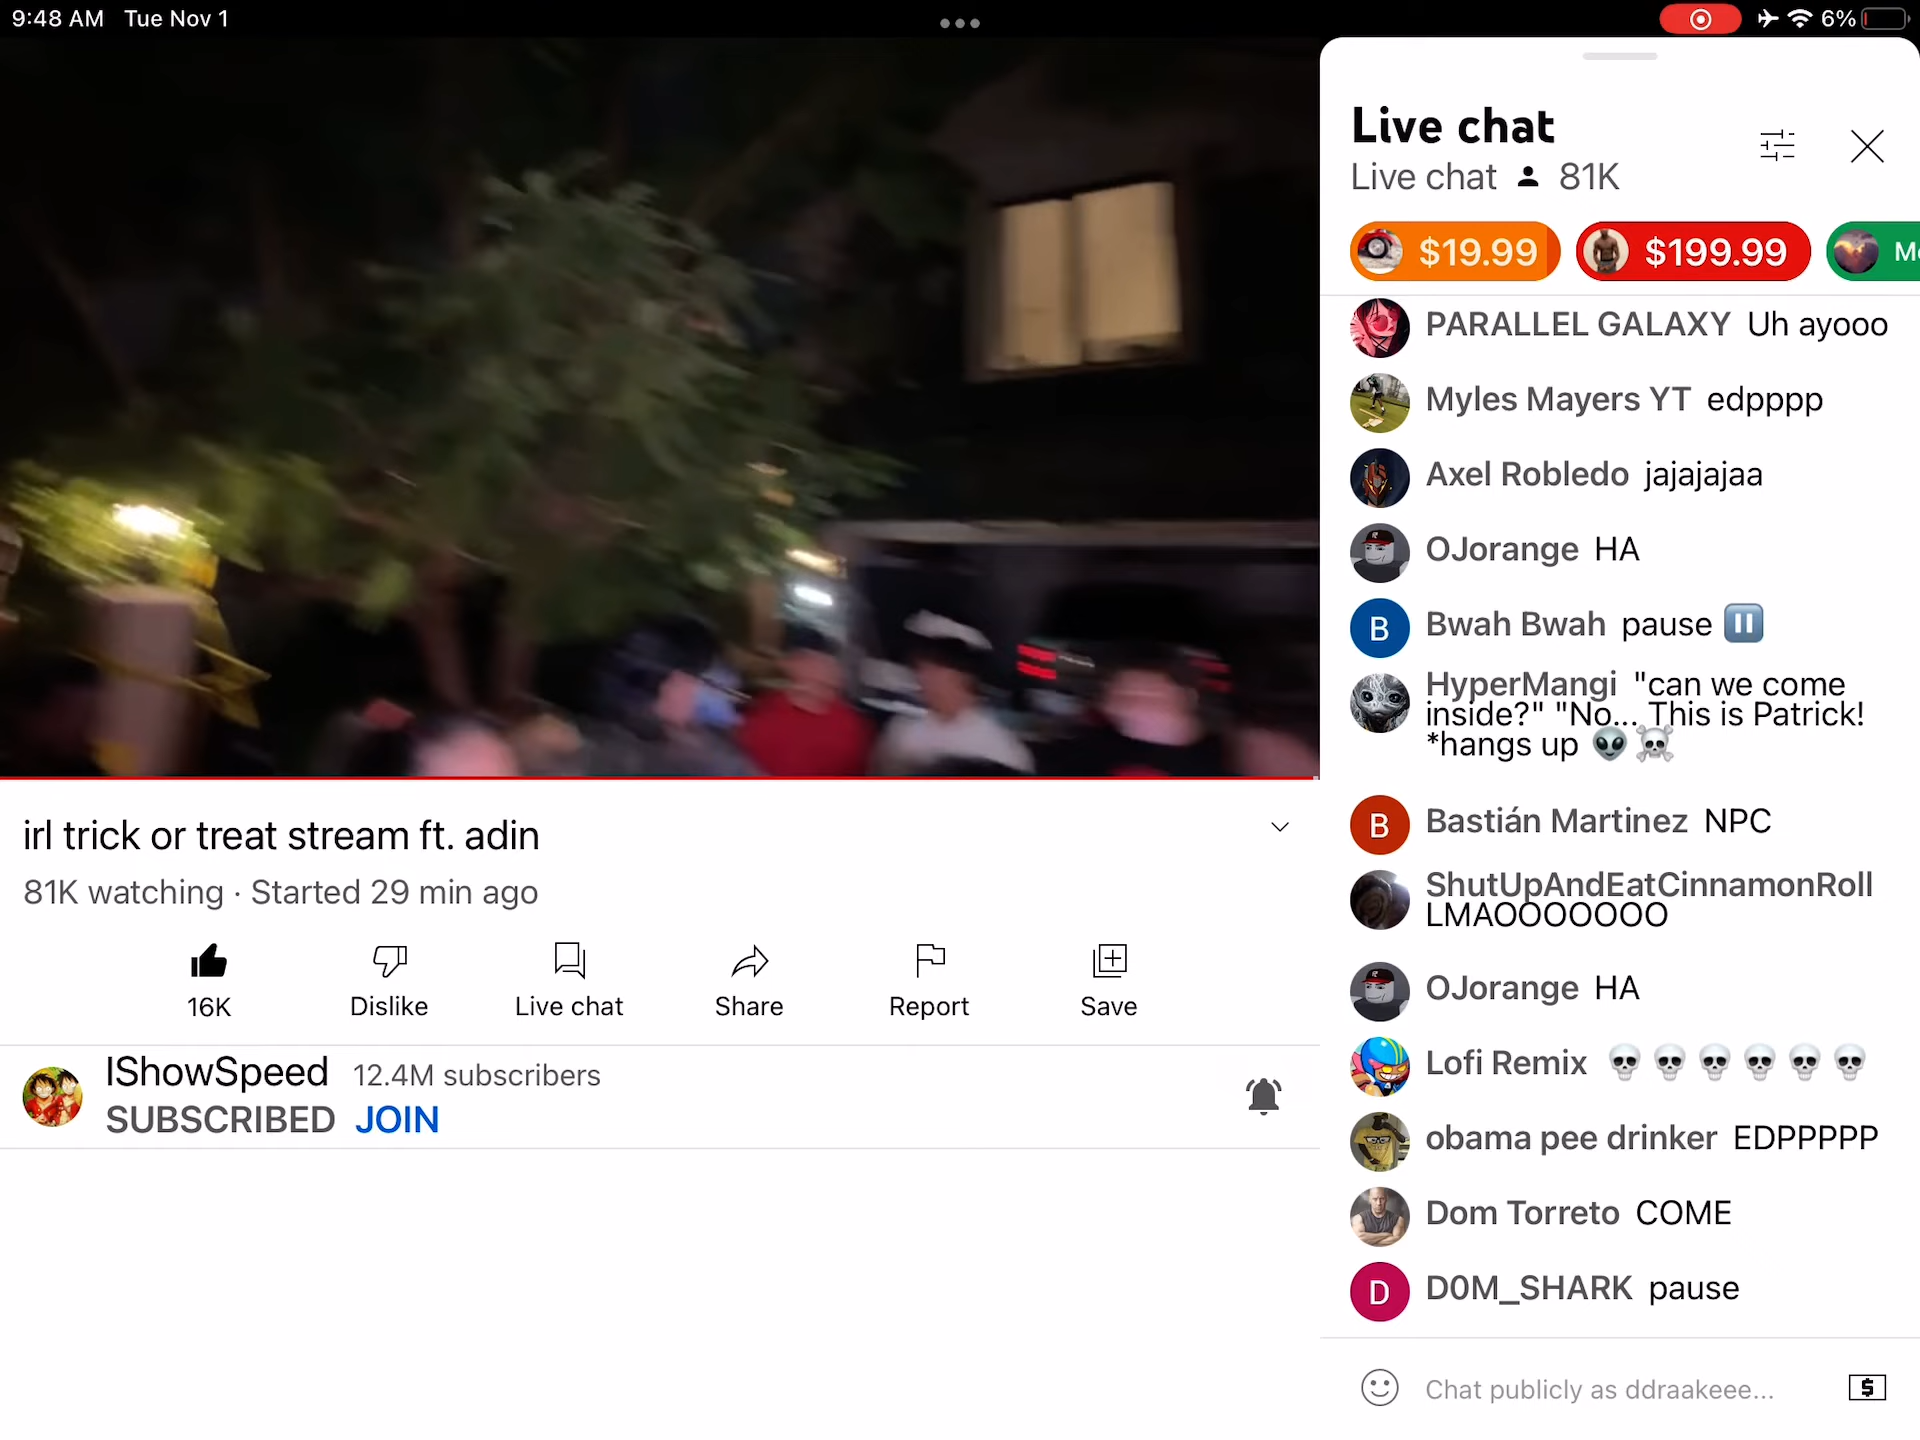 9:48 AM Tue Nov 1
6%
Live chat
Live chat 81K
$19.99 $199.99
PARALLEL GALAXY Uh ayooo
Myles Mayers YT edpppp
Axel Robledo jajajajaa
OJorange HA
B Bwah Bwah pause
HyperMangi "can we come
inside?" "No... This is Patrick!
*hangs up
B Bastián Martinez NPC
ShutUpAndEatCinnamonRoll
LMAOOOOOOO
OJorange HA
Lofi Remix
obama pee drinker EDPPPPP
Dom Torreto COME
D D0M_SHARK pause
Chat publicly as ddraakeee...
irl trick or treat stream ft. adin
81K watching · Started 29 min ago
16K Dislike Live chat Share Report Save
IShowSpeed 12.4M subscribers
SUBSCRIBED JOIN